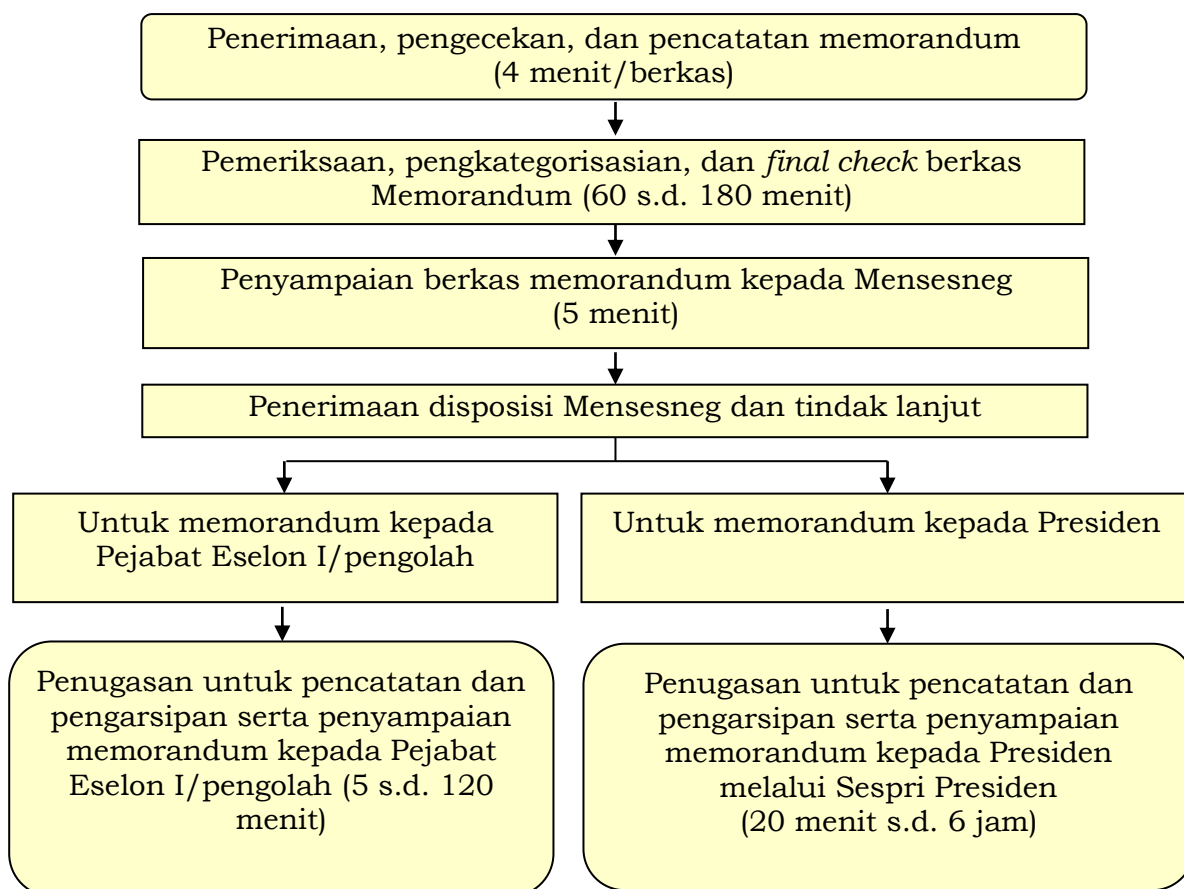 Penerimaan, pengecekan, dan pencatatan memorandum
(4 menit/berkas)
Pemeriksaan, pengkategorisasian, dan final check berkas
Memorandum (60 s.d. 180 menit)
Penyampaian berkas memorandum kepada Mensesneg
(5 menit)
Penerimaan disposisi Mensesneg dan tindak lanjut
Untuk memorandum kepada
Pejabat Eselon I/pengolah
Untuk memorandum kepada Presiden
Penugasan untuk pencatatan dan
pengarsipan serta penyampaian
memorandum kepada Pejabat
Eselon I/pengolah (5 s.d. 120
menit)
Penugasan untuk pencatatan dan
pengarsipan serta penyampaian
memorandum kepada Presiden
melalui Sespri Presiden
(20 menit s.d. 6 jam)